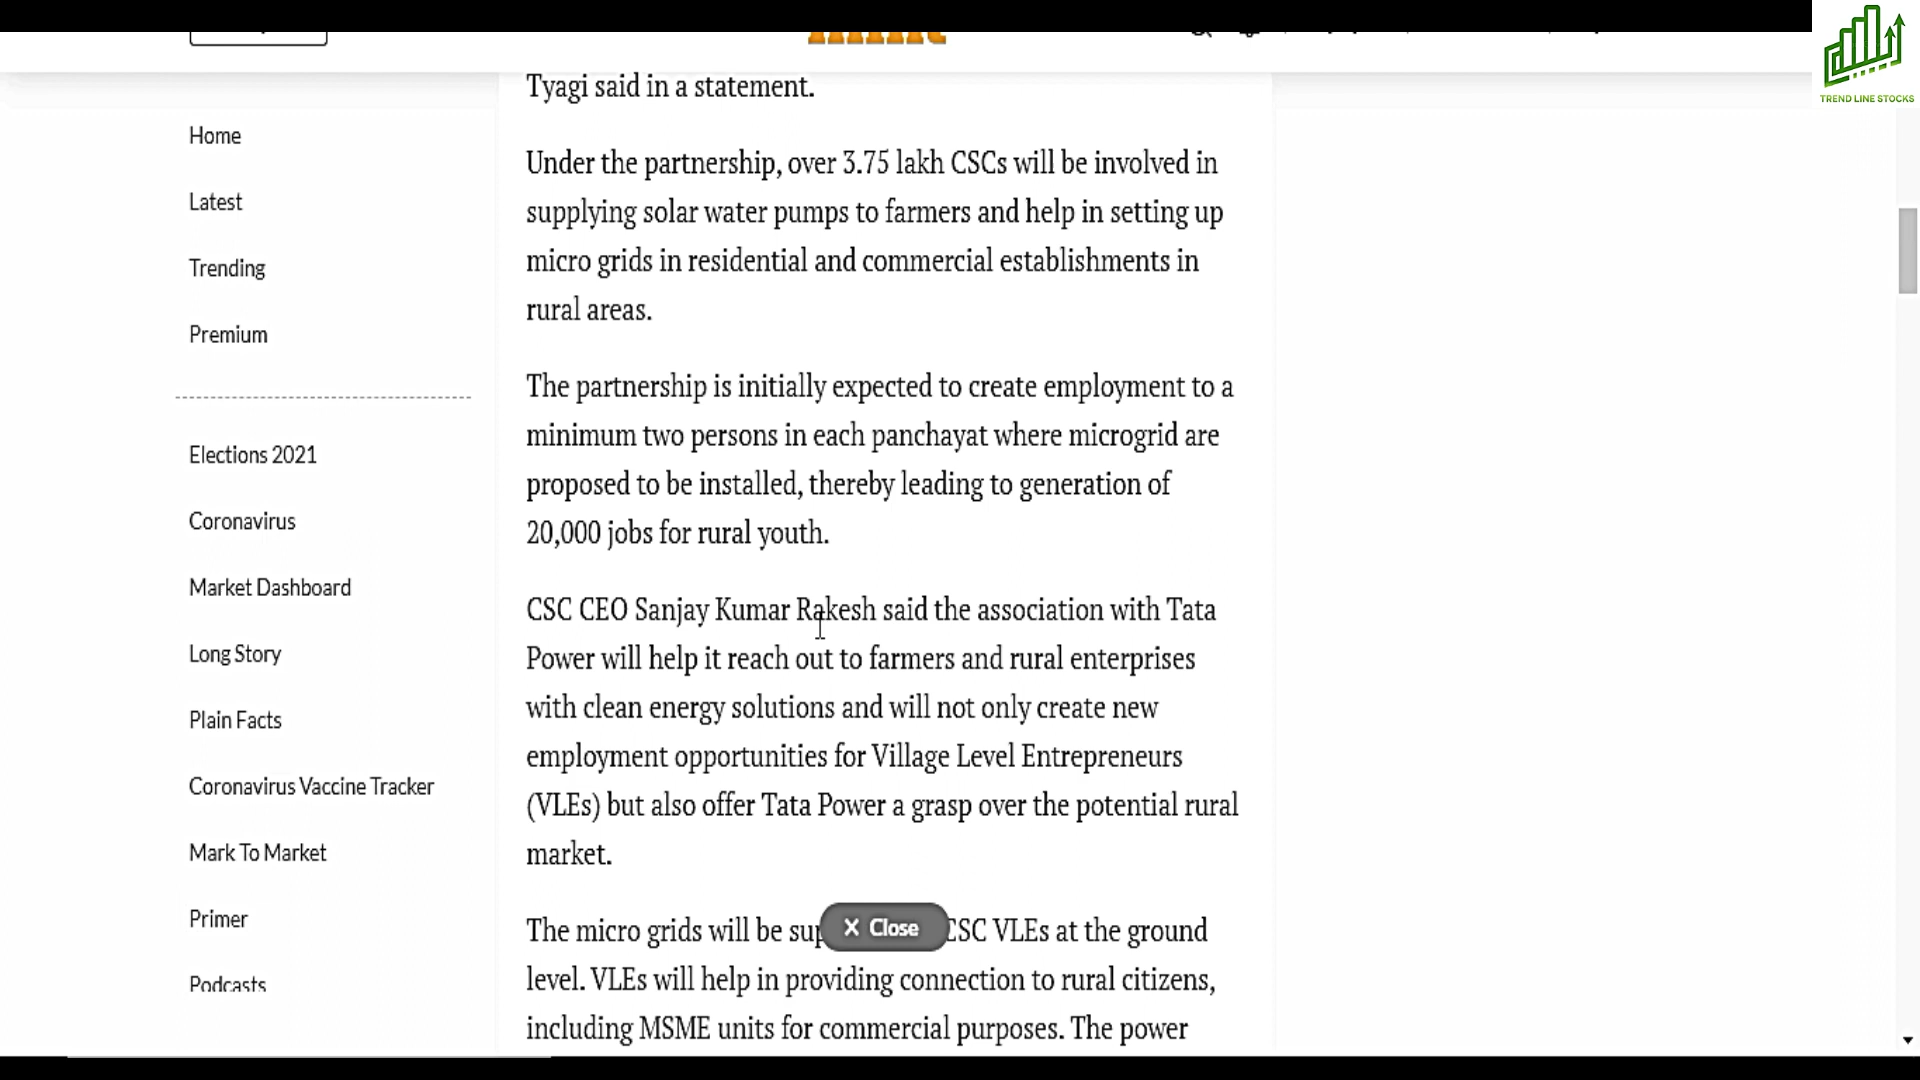 TREND LINE STOCKS
Home
Latest
Trending
Premium
Elections 2021
Coronavirus
Market Dashboard
Long Story
Plain Facts
Coronavirus Vaccine Tracker
Mark To Market
Primer
Podcasts
Tyagi said in a statement.
Under the partnership, over 3.75 lakh CSCs will be involved in
supplying solar water pumps to farmers and help in setting up
micro grids in residential and commercial establishments in
rural areas.
The partnership is initially expected to create employment to a
minimum two persons in each panchayat where microgrid are
proposed to be installed, thereby leading to generation of
20,000 jobs for rural youth.
CSC CEO Sanjay Kumar Rakesh said the association with Tata
Power will help it reach out to farmers and rural enterprises
with clean energy solutions and will not only create new
employment opportunities for Village Level Entrepreneurs
(VLEs) but also offer Tata Power a grasp over the potential rural
market.
The micro grids will be CSC VLEs at the ground
level. VLEs will help in providing connection to rural citizens,
including MSME units for commercial purposes. The power
× Close